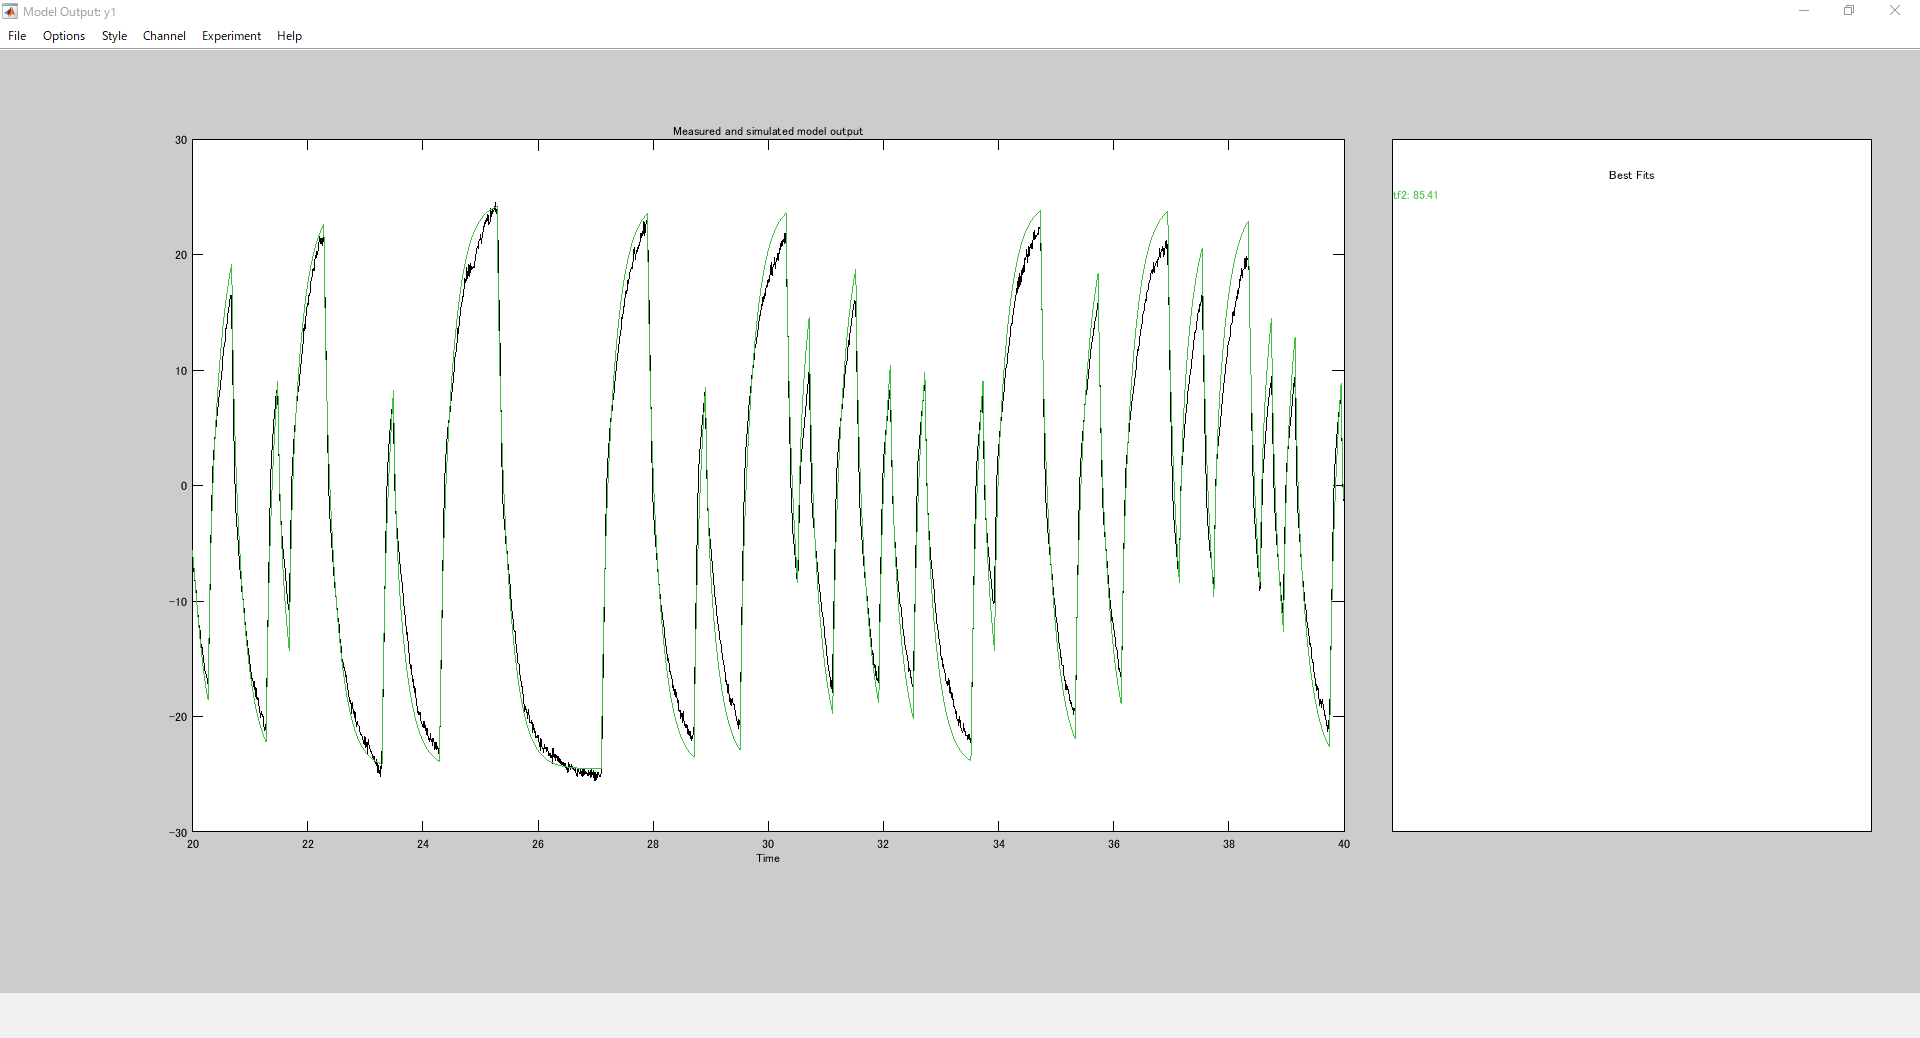 Model Output: y1
File Options Style Channel Experiment Help
Measured and simulated model output
30
20
10
0
-10
-20
-30
20 22 24 26 28 30 32 34 36 38 40
Time
Best Fits
tf2: 85.41